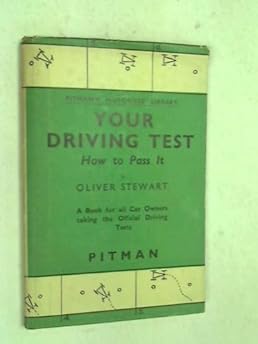 PITMAN'S MOTORISTS LIBRARY
YOUR
DRIVING TEST
How to Pass It
OLIVER STEWART
A Book for all Car Owners
taking the Official Driving
Tests
PITMAN